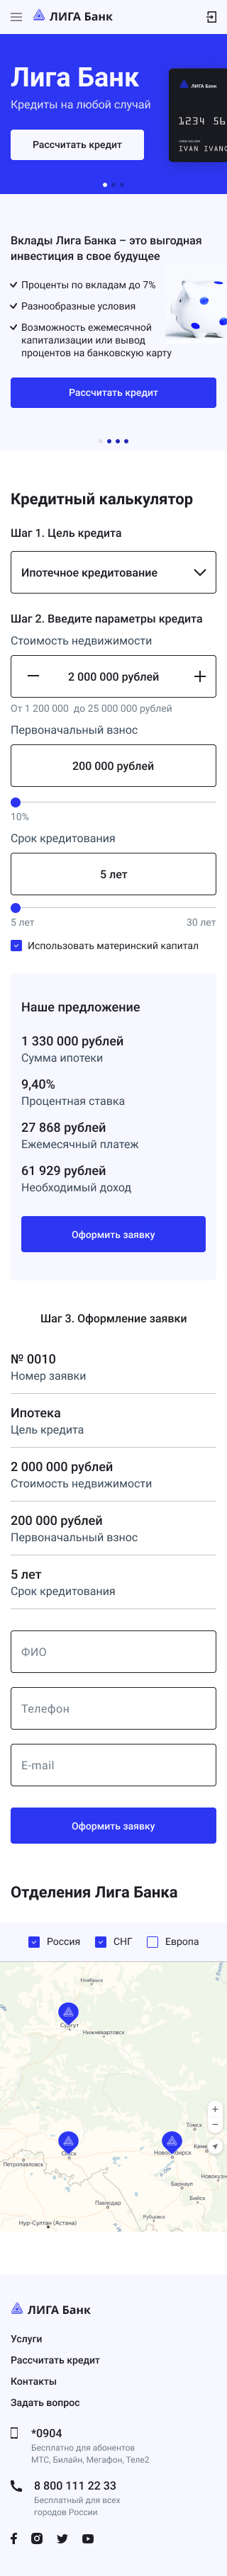 ЛИГА Банк
Лига Банк
Кредиты на любой случай
Рассчитать кредит
ЛИГА Банк
1234 56
IVAN IVANO
Вклады Лига Банка – это выгодная
инвестиция в свое будущее
Проценты по вкладам до 7%
Разнообразные условия
Возможность ежемесячной
капитализации или вывод
процентов на банковскую карту
Рассчитать кредит
Кредитный калькулятор
Шаг 1. Цель кредита
Ипотечное кредитование
Шаг 2. Введите параметры кредита
Стоимость недвижимости
2 000 000 рублей
От 1 200 000 до 25 000 000 рублей
Первоначальный взнос
200 000 рублей
10%
Срок кредитования
5 лет
5 лет 30 лет
Использовать материнский капитал
Наше предложение
1 330 000 рублей
Сумма ипотеки
9,40%
Процентная ставка
27 868 рублей
Ежемесячный платеж
61 929 рублей
Необходимый доход
Оформить заявку
Шаг 3. Оформление заявки
№ 0010
Номер заявки
Ипотека
Цель кредита
2 000 000 рублей
Стоимость недвижимости
200 000 рублей
Первоначальный взнос
5 лет
Срок кредитования
ФИО
Телефон
E-mail
Оформить заявку
Отделения Лига Банка
Россия СНГ Европа
Ноябрьск
Сургут
Нижневартовск
Томск
Омск
Новосибирск
Кеме
Петропавловск
Новокузн
Барнаул
Бийск
Павлодар
Рубцовск
Нур-Султан (Астана)
ЛИГА Банк
Услуги
Рассчитать кредит
Контакты
Задать вопрос
*0904
Бесплатно для абонентов
МТС, Билайн, Мегафон, Теле2
8 800 111 22 33
Бесплатный для всех
городов России